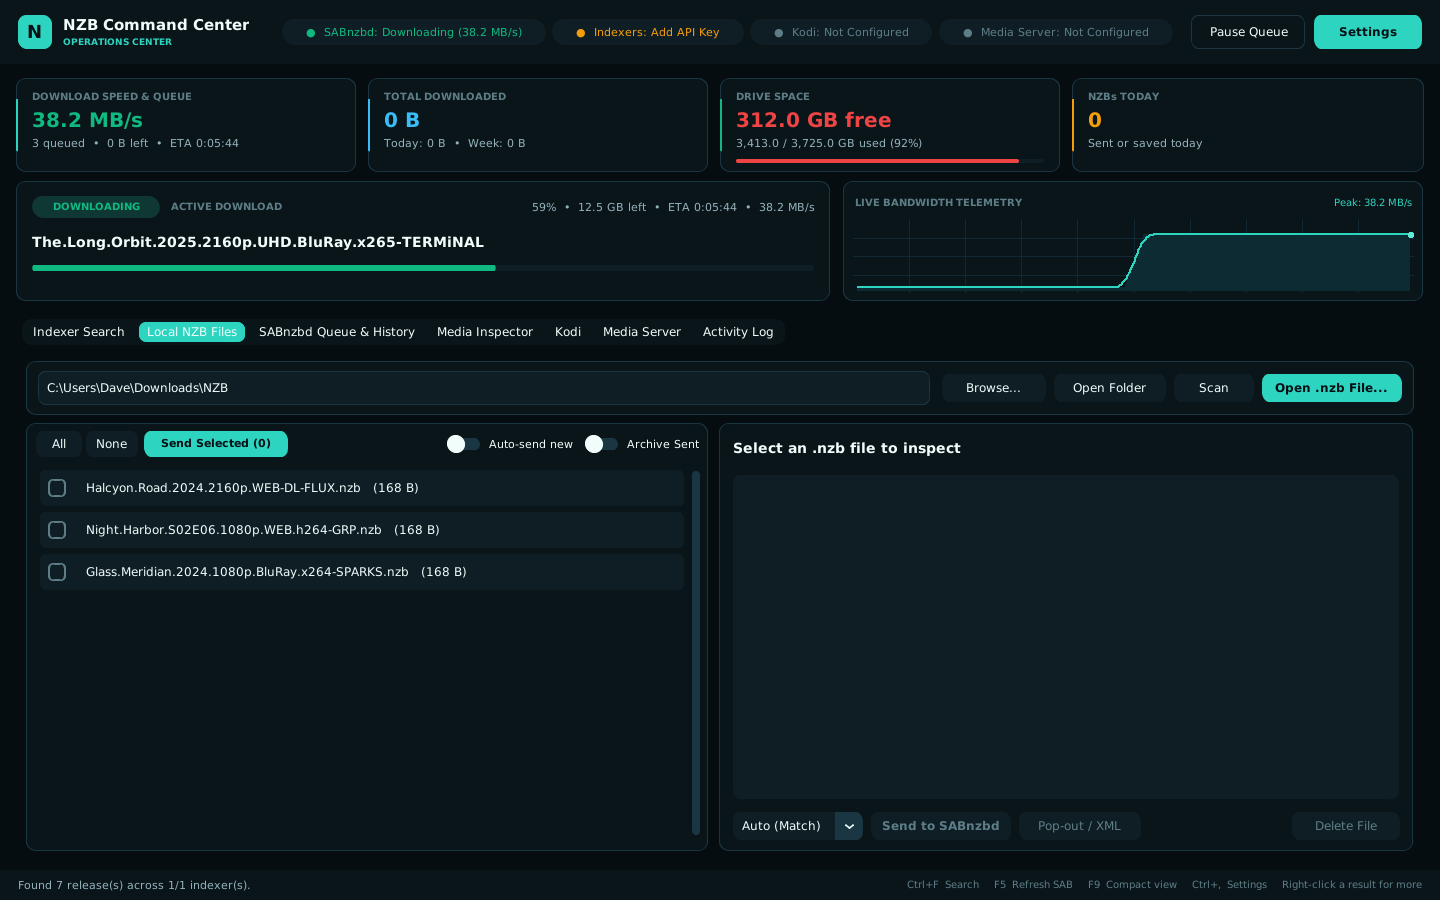 N
NZB Command Center
OPERATIONS CENTER
● SABnzbd: Downloading (38.2 MB/s)
● Indexers: Add API Key
● Kodi: Not Configured
● Media Server: Not Configured
Pause Queue
Settings
DOWNLOAD SPEED & QUEUE
38.2 MB/s
3 queued • 0 B left • ETA 0:05:44
TOTAL DOWNLOADED
0 B
Today: 0 B • Week: 0 B
DRIVE SPACE
312.0 GB free
3,413.0 / 3,725.0 GB used (92%)
NZBs TODAY
0
Sent or saved today
DOWNLOADING
ACTIVE DOWNLOAD
59% • 12.5 GB left • ETA 0:05:44 • 38.2 MB/s
The.Long.Orbit.2025.2160p.UHD.BluRay.x265-TERMiNAL
LIVE BANDWIDTH TELEMETRY
Peak: 38.2 MB/s
Indexer Search
Local NZB Files
SABnzbd Queue & History
Media Inspector
Kodi
Media Server
Activity Log
C:\Users\Dave\Downloads\NZB
Browse...
Open Folder
Scan
Open .nzb File...
All
None
Send Selected (0)
Auto-send new
Archive Sent
Halcyon.Road.2024.2160p.WEB-DL-FLUX.nzb (168 B)
Night.Harbor.S02E06.1080p.WEB.h264-GRP.nzb (168 B)
Glass.Meridian.2024.1080p.BluRay.x264-SPARKS.nzb (168 B)
Select an .nzb file to inspect
Auto (Match)
Send to SABnzbd
Pop-out / XML
Delete File
Found 7 release(s) across 1/1 indexer(s).
Ctrl+F Search F5 Refresh SAB F9 Compact view Ctrl+, Settings Right-click a result for more